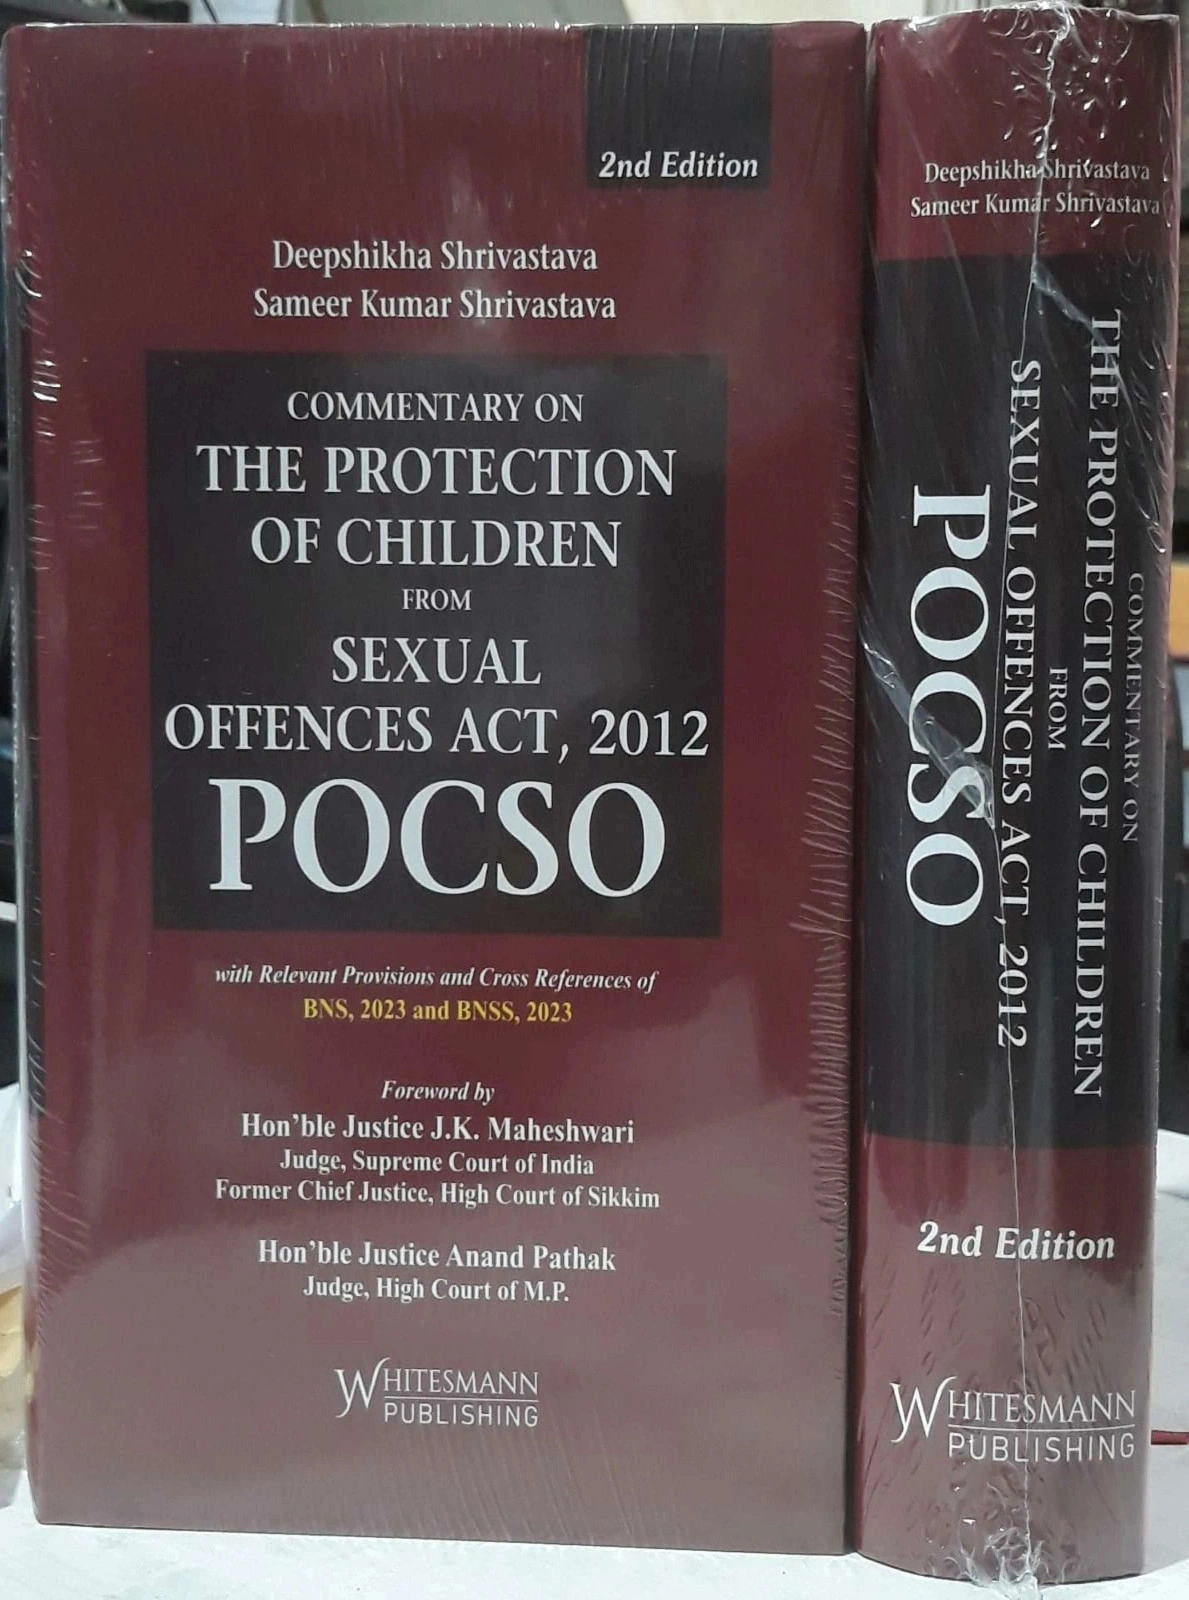 2nd Edition
Deepshikha Shrivastava
Sameer Kumar Shrivastava
COMMENTARY ON
THE PROTECTION
OF CHILDREN
FROM
SEXUAL
OFFENCES ACT, 2012
POCSO
with Relevant Provisions and Cross References of
BNS, 2023 and BNSS, 2023
Foreword by
Hon'ble Justice J.K. Maheshwari
Judge, Supreme Court of India
Former Chief Justice, High Court of Sikkim
Hon'ble Justice Anand Pathak
Judge, High Court of M.P.
WHITESMANN
PUBLISHING
Deepshikha Shrivastava
Sameer Kumar Shrivastava
COMMENTARY ON
THE PROTECTION OF CHILDREN
FROM
SEXUAL OFFENCES ACT, 2012
POCSO
2nd Edition
WHITESMANN
PUBLISHING